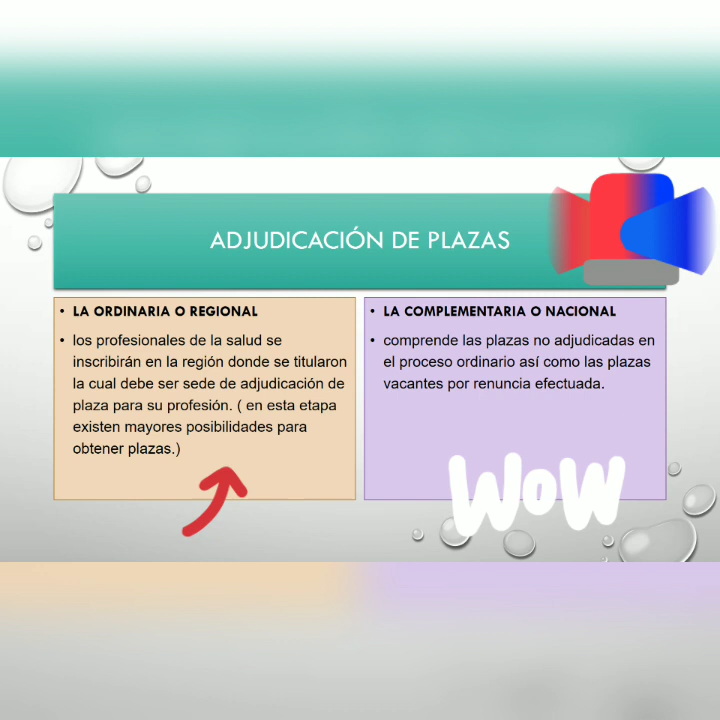 ADJUDICACIÓN DE PLAZAS
• LA ORDINARIA O REGIONAL
• los profesionales de la salud se
inscribirán en la región donde se titularon
la cual debe ser sede de adjudicación de
plaza para su profesión. ( en esta etapa
existen mayores posibilidades para
obtener plazas.)
• LA COMPLEMENTARIA O NACIONAL
• comprende las plazas no adjudicadas en
el proceso ordinario así como las plazas
vacantes por renuncia efectuada.
WOW